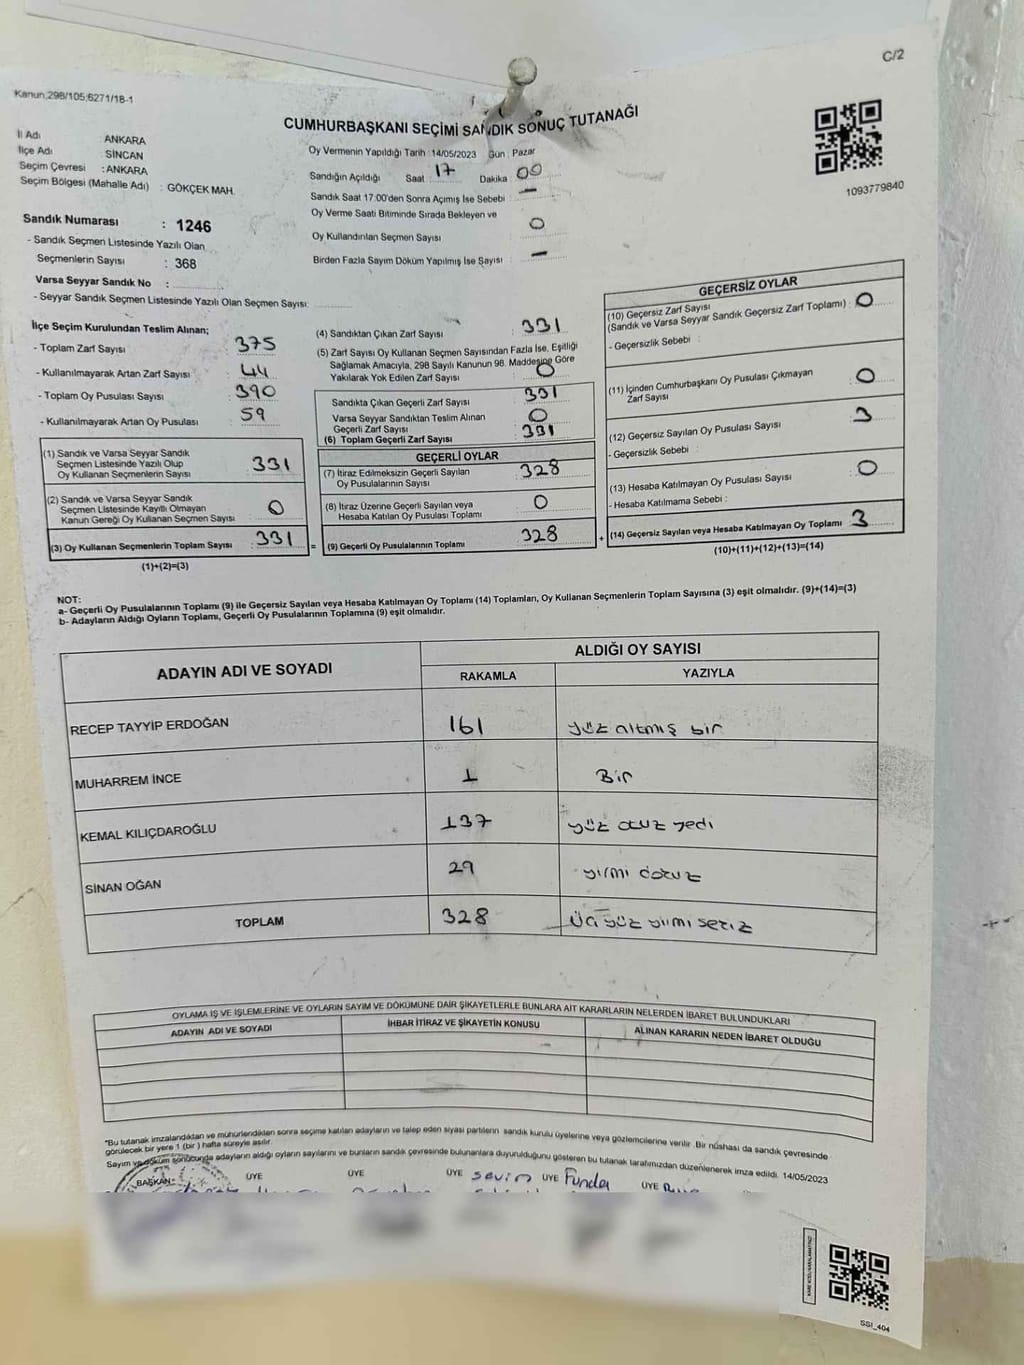 C/2
Kanun:298/105;6271/18-1
CUMHURBAŞKANI SEÇİMİ SANDIK SONUÇ TUTANAĞI
İl Adı ANKARA
İlçe Adı SİNCAN
Seçim Çevresi : ANKARA
Seçim Bölgesi (Mahalle Adı) : GÖKÇEK MAH.
Sandık Numarası : 1246
- Sandık Seçmen Listesinde Yazılı Olan
Seçmenlerin Sayısı : 368
Varsa Seyyar Sandık No :
- Seyyar Sandık Seçmen Listesinde Yazılı Olan Seçmen Sayısı:
Oy Vermenin Yapıldığı Tarih : 14/05/2023 Gün : Pazar
Sandığın Açıldığı Saat : 17 Dakika : 00
Sandık Saat 17:00'den Sonra Açımış İse Sebebi : -
Oy Verme Saati Bitiminde Sırada Bekleyen ve
Oy Kullandırılan Seçmen Sayısı : 0
Birden Fazla Sayım Döküm Yapılmış İse Sayısı : -
1093779840
İlçe Seçim Kurulundan Teslim Alınan;
- Toplam Zarf Sayısı : 375
- Kullanılmayarak Artan Zarf Sayısı : 44
- Toplam Oy Pusulası Sayısı : 390
- Kullanılmayarak Artan Oy Pusulası : 59
(1) Sandık ve Varsa Seyyar Sandık
Seçmen Listesinde Yazılı Olup
Oy Kullanan Seçmenlerin Sayısı : 331
(2) Sandık ve Varsa Seyyar Sandık
Seçmen Listesinde Kayıtlı Olmayan
Kanun Gereği Oy Kullanan Seçmen Sayısı : 0
(3) Oy Kullanan Seçmenlerin Toplam Sayısı : 331
(1)+(2)=(3)
(4) Sandıktan Çıkan Zarf Sayısı : 331
(5) Zarf Sayısı Oy Kullanan Seçmen Sayısından Fazla İse, Eşitliği
Sağlamak Amacıyla, 298 Sayılı Kanunun 98. Maddesine Göre
Yakılarak Yok Edilen Zarf Sayısı : 0
Sandıkta Çıkan Geçerli Zarf Sayısı : 331
Varsa Seyyar Sandıktan Teslim Alınan
Geçerli Zarf Sayısı : 0
(6) Toplam Geçerli Zarf Sayısı : 331
GEÇERLİ OYLAR
(7) İtiraz Edilmeksizin Geçerli Sayılan
Oy Pusulalarının Sayısı : 328
(8) İtiraz Üzerine Geçerli Sayılan veya
Hesaba Katılan Oy Pusulası Toplamı : 0
= (9) Geçerli Oy Pusulalarının Toplamı : 328
GEÇERSİZ OYLAR
(10) Geçersiz Zarf Sayısı
(Sandık ve Varsa Seyyar Sandık Geçersiz Zarf Toplamı) : 0
- Geçersizlik Sebebi :
(11) İçinden Cumhurbaşkanı Oy Pusulası Çıkmayan
Zarf Sayısı : 0
(12) Geçersiz Sayılan Oy Pusulası Sayısı : 3
- Geçersizlik Sebebi :
(13) Hesaba Katılmayan Oy Pusulası Sayısı : 0
- Hesaba Katılmama Sebebi :
+ (14) Geçersiz Sayılan veya Hesaba Katılmayan Oy Toplamı : 3
(10)+(11)+(12)+(13)=(14)
NOT:
a- Geçerli Oy Pusulalarının Toplamı (9) ile Geçersiz Sayılan veya Hesaba Katılmayan Oy Toplamı (14) Toplamları, Oy Kullanan Seçmenlerin Toplam Sayısına (3) eşit olmalıdır. (9)+(14)=(3)
b- Adayların Aldığı Oyların Toplamı, Geçerli Oy Pusulalarının Toplamına (9) eşit olmalıdır.
ADAYIN ADI VE SOYADI ALDIĞI OY SAYISI
RAKAMLA YAZIYLA
RECEP TAYYİP ERDOĞAN 161 yüz altmış bir
MUHARREM İNCE 1 Bir
KEMAL KILIÇDAROĞLU 137 yüz otuz yedi
SİNAN OĞAN 29 yirmi dokuz
TOPLAM 328 üç yüz yirmi sekiz
OYLAMA İŞ VE İŞLEMLERİNE VE OYLARIN SAYIM VE DÖKÜMÜNE DAİR ŞİKAYETLERLE BUNLARA AİT KARARLARIN NELERDEN İBARET BULUNDUKLARI
ADAYIN ADI VE SOYADI İHBAR İTİRAZ VE ŞİKAYETİN KONUSU ALINAN KARARIN NEDEN İBARET OLDUĞU
*Bu tutanak imzalandıktan ve mühürlendikten sonra seçime katılan adayların ve talep eden siyasi partilerin sandık kurulu üyelerine veya gözlemcilerine verilir. Bir nüshası da sandık çevresinde
görülecek bir yere 1 (bir) hafta süreyle asılır.
Sayım ve döküm sonucunda adayların aldığı oyların sayılarını ve bunların sandık çevresinde bulunanlara duyurulduğunu gösteren bu tutanak tarafımızdan düzenlenerek imza edildi. 14/05/2023
BAŞKAN ÜYE ÜYE ÜYE Sevim ÜYE Funda ÜYE
SSI_404